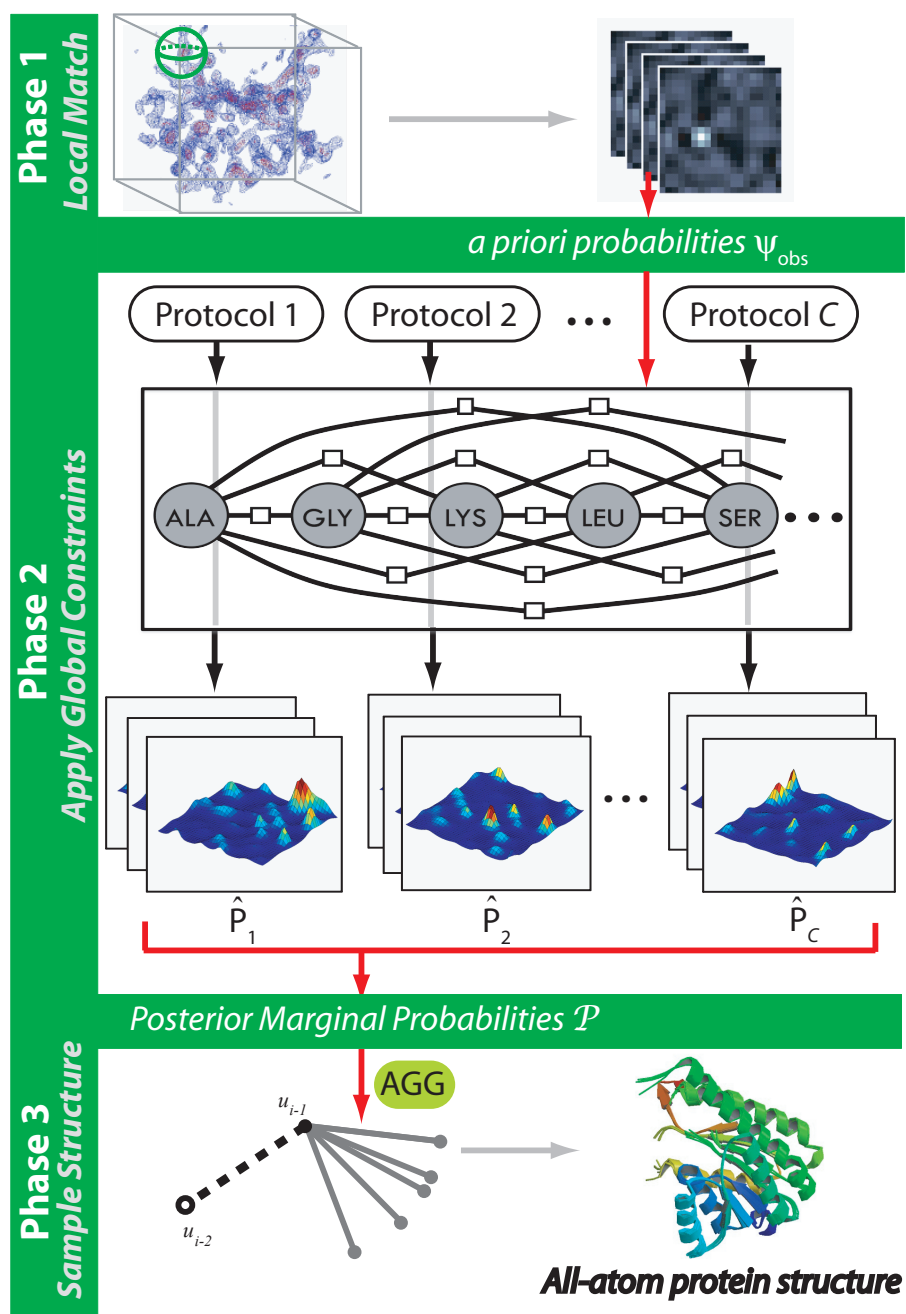 Phase 1
Local Match
a priori probabilities Ψobs
Phase 2
Apply Global Constraints
Protocol 1
Protocol 2
...
Protocol C
ALA
GLY
LYS
LEU
SER
...
...
P̂1
P̂2
P̂C
Posterior Marginal Probabilities 𝒫
Phase 3
Sample Structure
AGG
ui-1
ui-2
All-atom protein structure